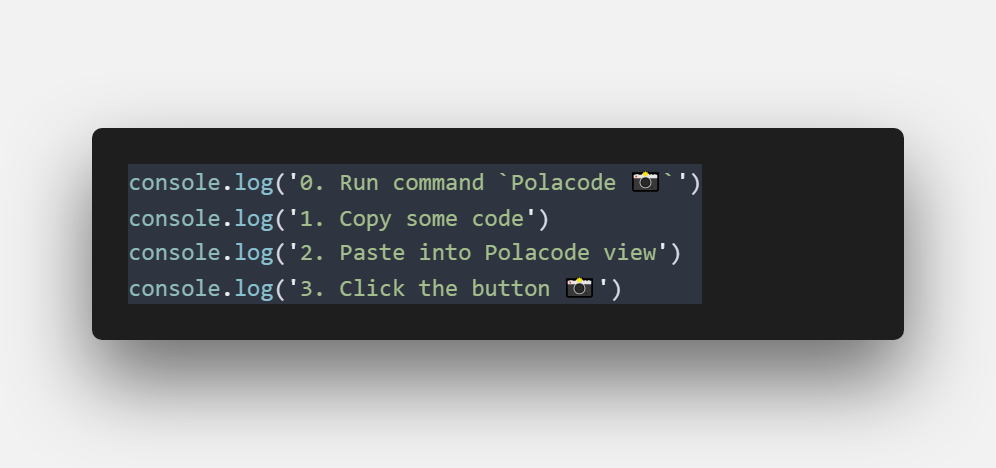 console.log('0. Run command `Polacode 📸`')
console.log('1. Copy some code')
console.log('2. Paste into Polacode view')
console.log('3. Click the button 📸 ')